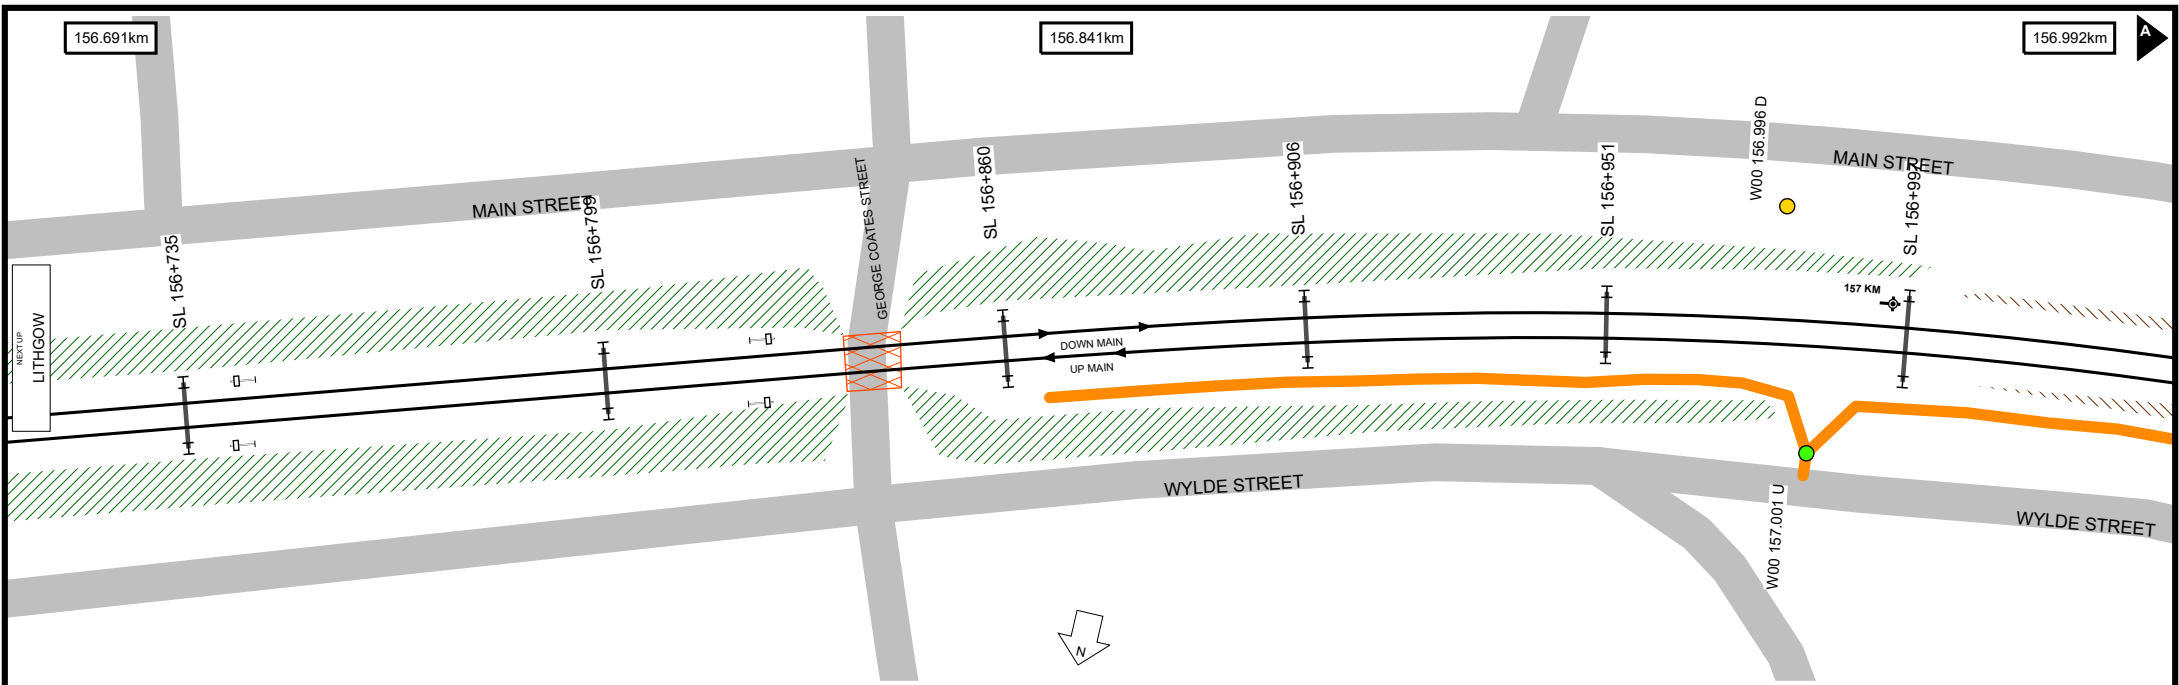 156.691km
156.841km
156.992km
A
W00 156.996 D
MAIN STREET
MAIN STREET
SL 156+735
SL 156+799
GEORGE COATES STREET
SL 156+860
SL 156+906
SL 156+951
SL 156+997
NEXT UP
LITHGOW
157 KM
DOWN MAIN
UP MAIN
WYLDE STREET
W00 157.001 U
WYLDE STREET
N